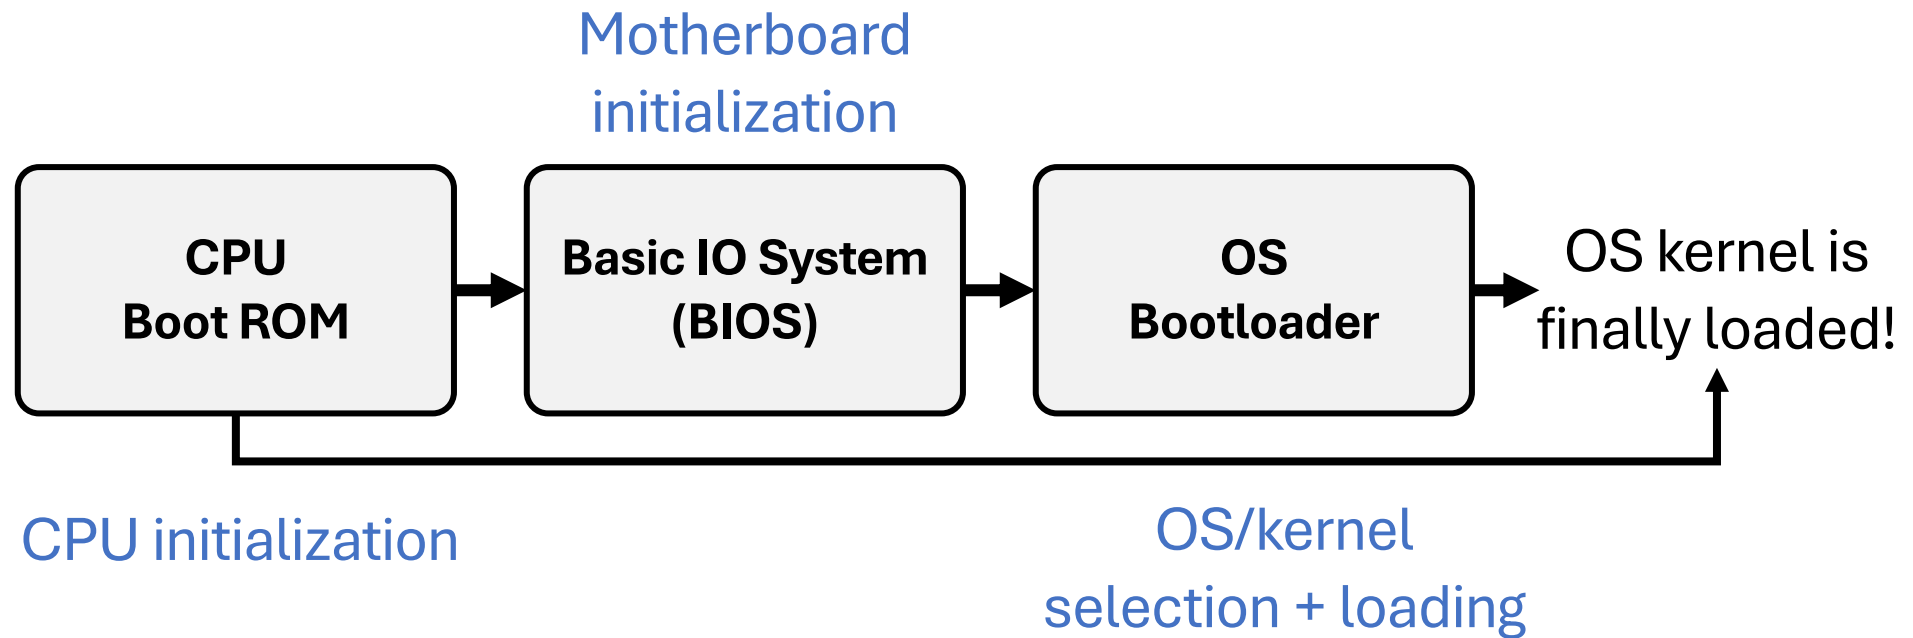 Motherboard
initialization
CPU
Boot ROM
Basic IO System
(BIOS)
OS
Bootloader
OS kernel is
finally loaded!
CPU initialization
OS/kernel
selection + loading